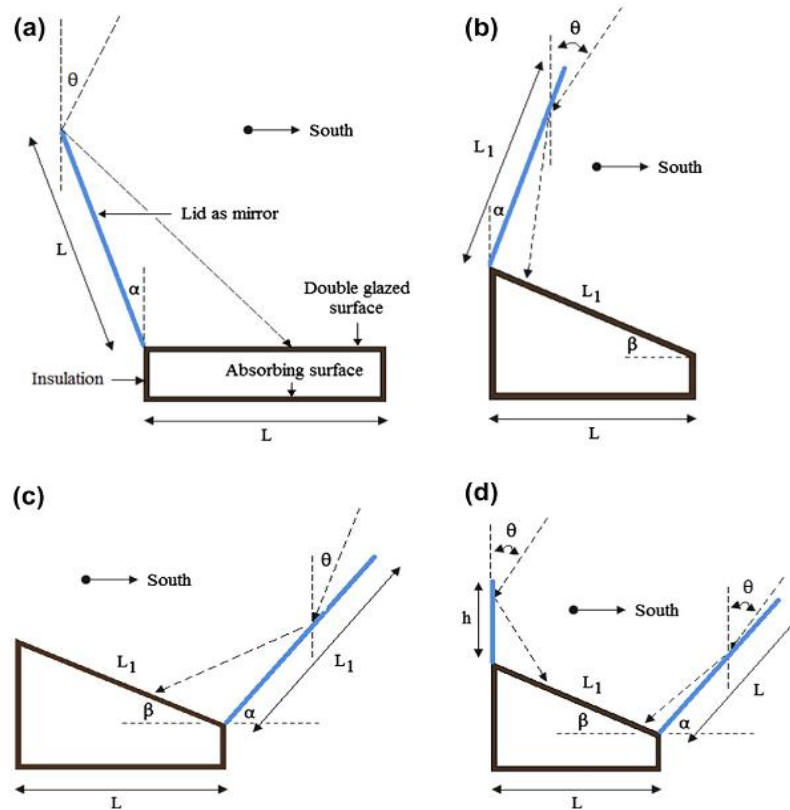 (a)
θ
South
Lid as mirror
L
α
Double glazed
surface
Insulation
Absorbing surface
L
(b)
θ
L1
South
α
L1
β
L
(c)
θ
South
L1
L1
β
α
L
(d)
θ
θ
h
South
L1
L
β
α
L